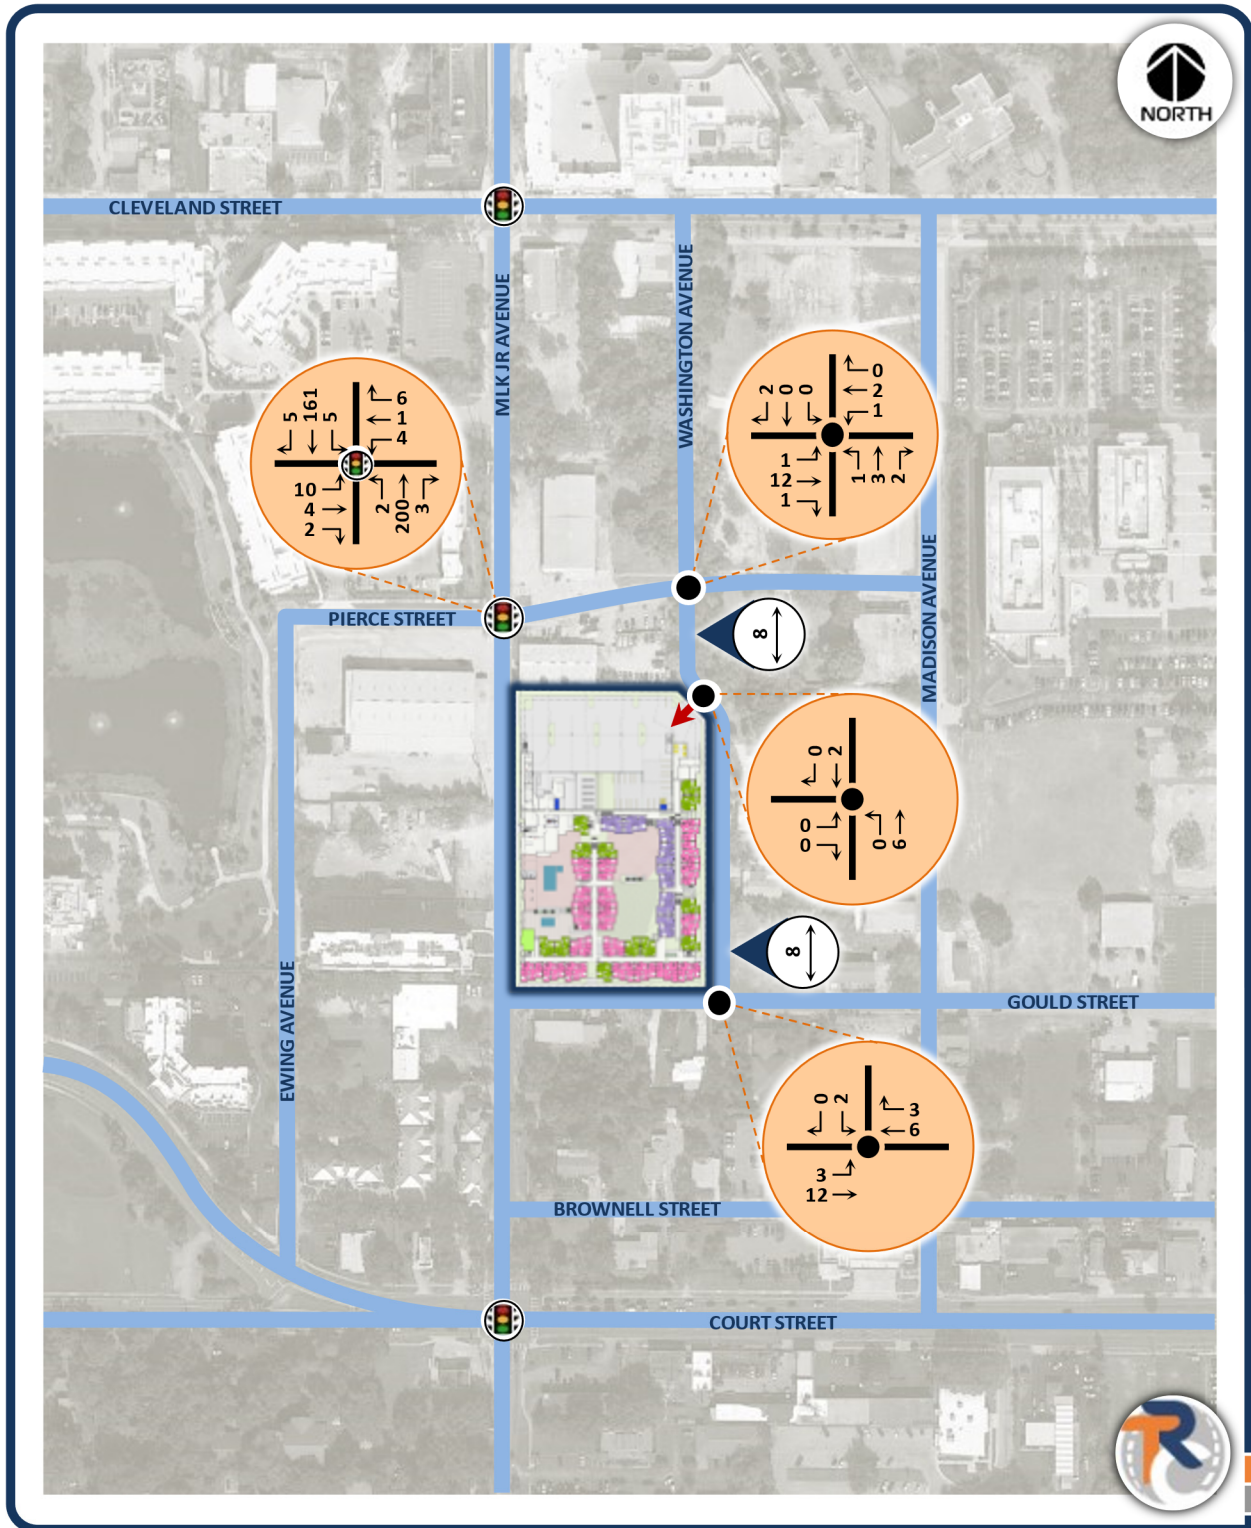 NORTH
CLEVELAND STREET
MLK JR AVENUE
WASHINGTON AVENUE
MADISON AVENUE
PIERCE STREET
EWING AVENUE
GOULD STREET
BROWNELL STREET
COURT STREET
5 161 5
6
1
4
10
4
2
2 200 3
2 0 0
0
2
1
1
12
1
1 3 2
8
0 2
0
0
0 6
8
0 2
3
6
3
12
TR